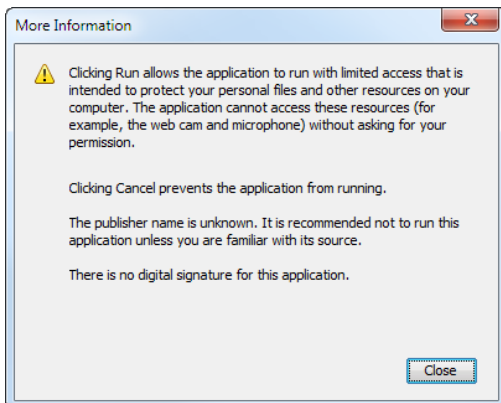 More Information
Clicking Run allows the application to run with limited access that is
intended to protect your personal files and other resources on your
computer. The application cannot access these resources (for
example, the web cam and microphone) without asking for your
permission.
Clicking Cancel prevents the application from running.
The publisher name is unknown. It is recommended not to run this
application unless you are familiar with its source.
There is no digital signature for this application.
Close